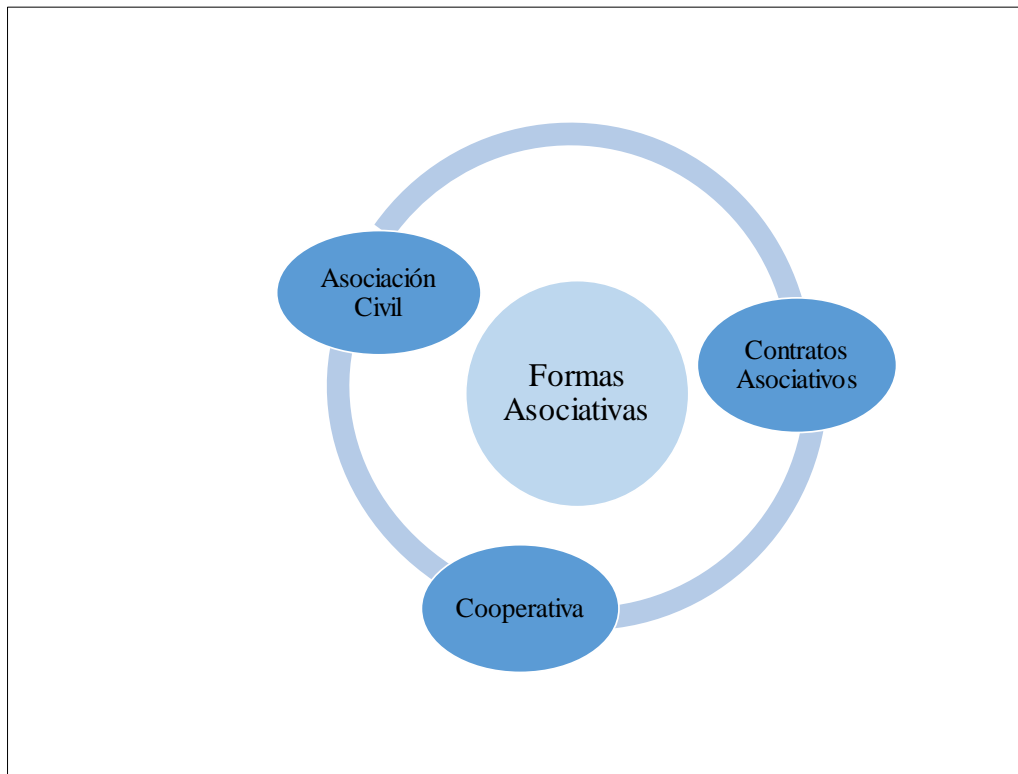 Asociación
Civil
Formas
Asociativas
Contratos
Asociativos
Cooperativa